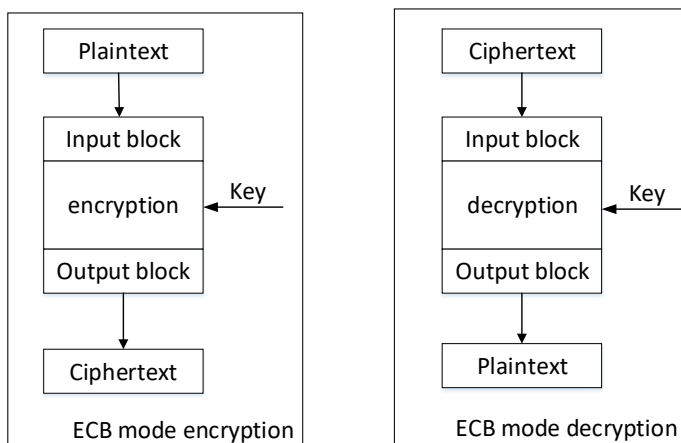 Plaintext
Input block
encryption
Key
Output block
Ciphertext
ECB mode encryption
Ciphertext
Input block
decryption
Key
Output block
Plaintext
ECB mode decryption